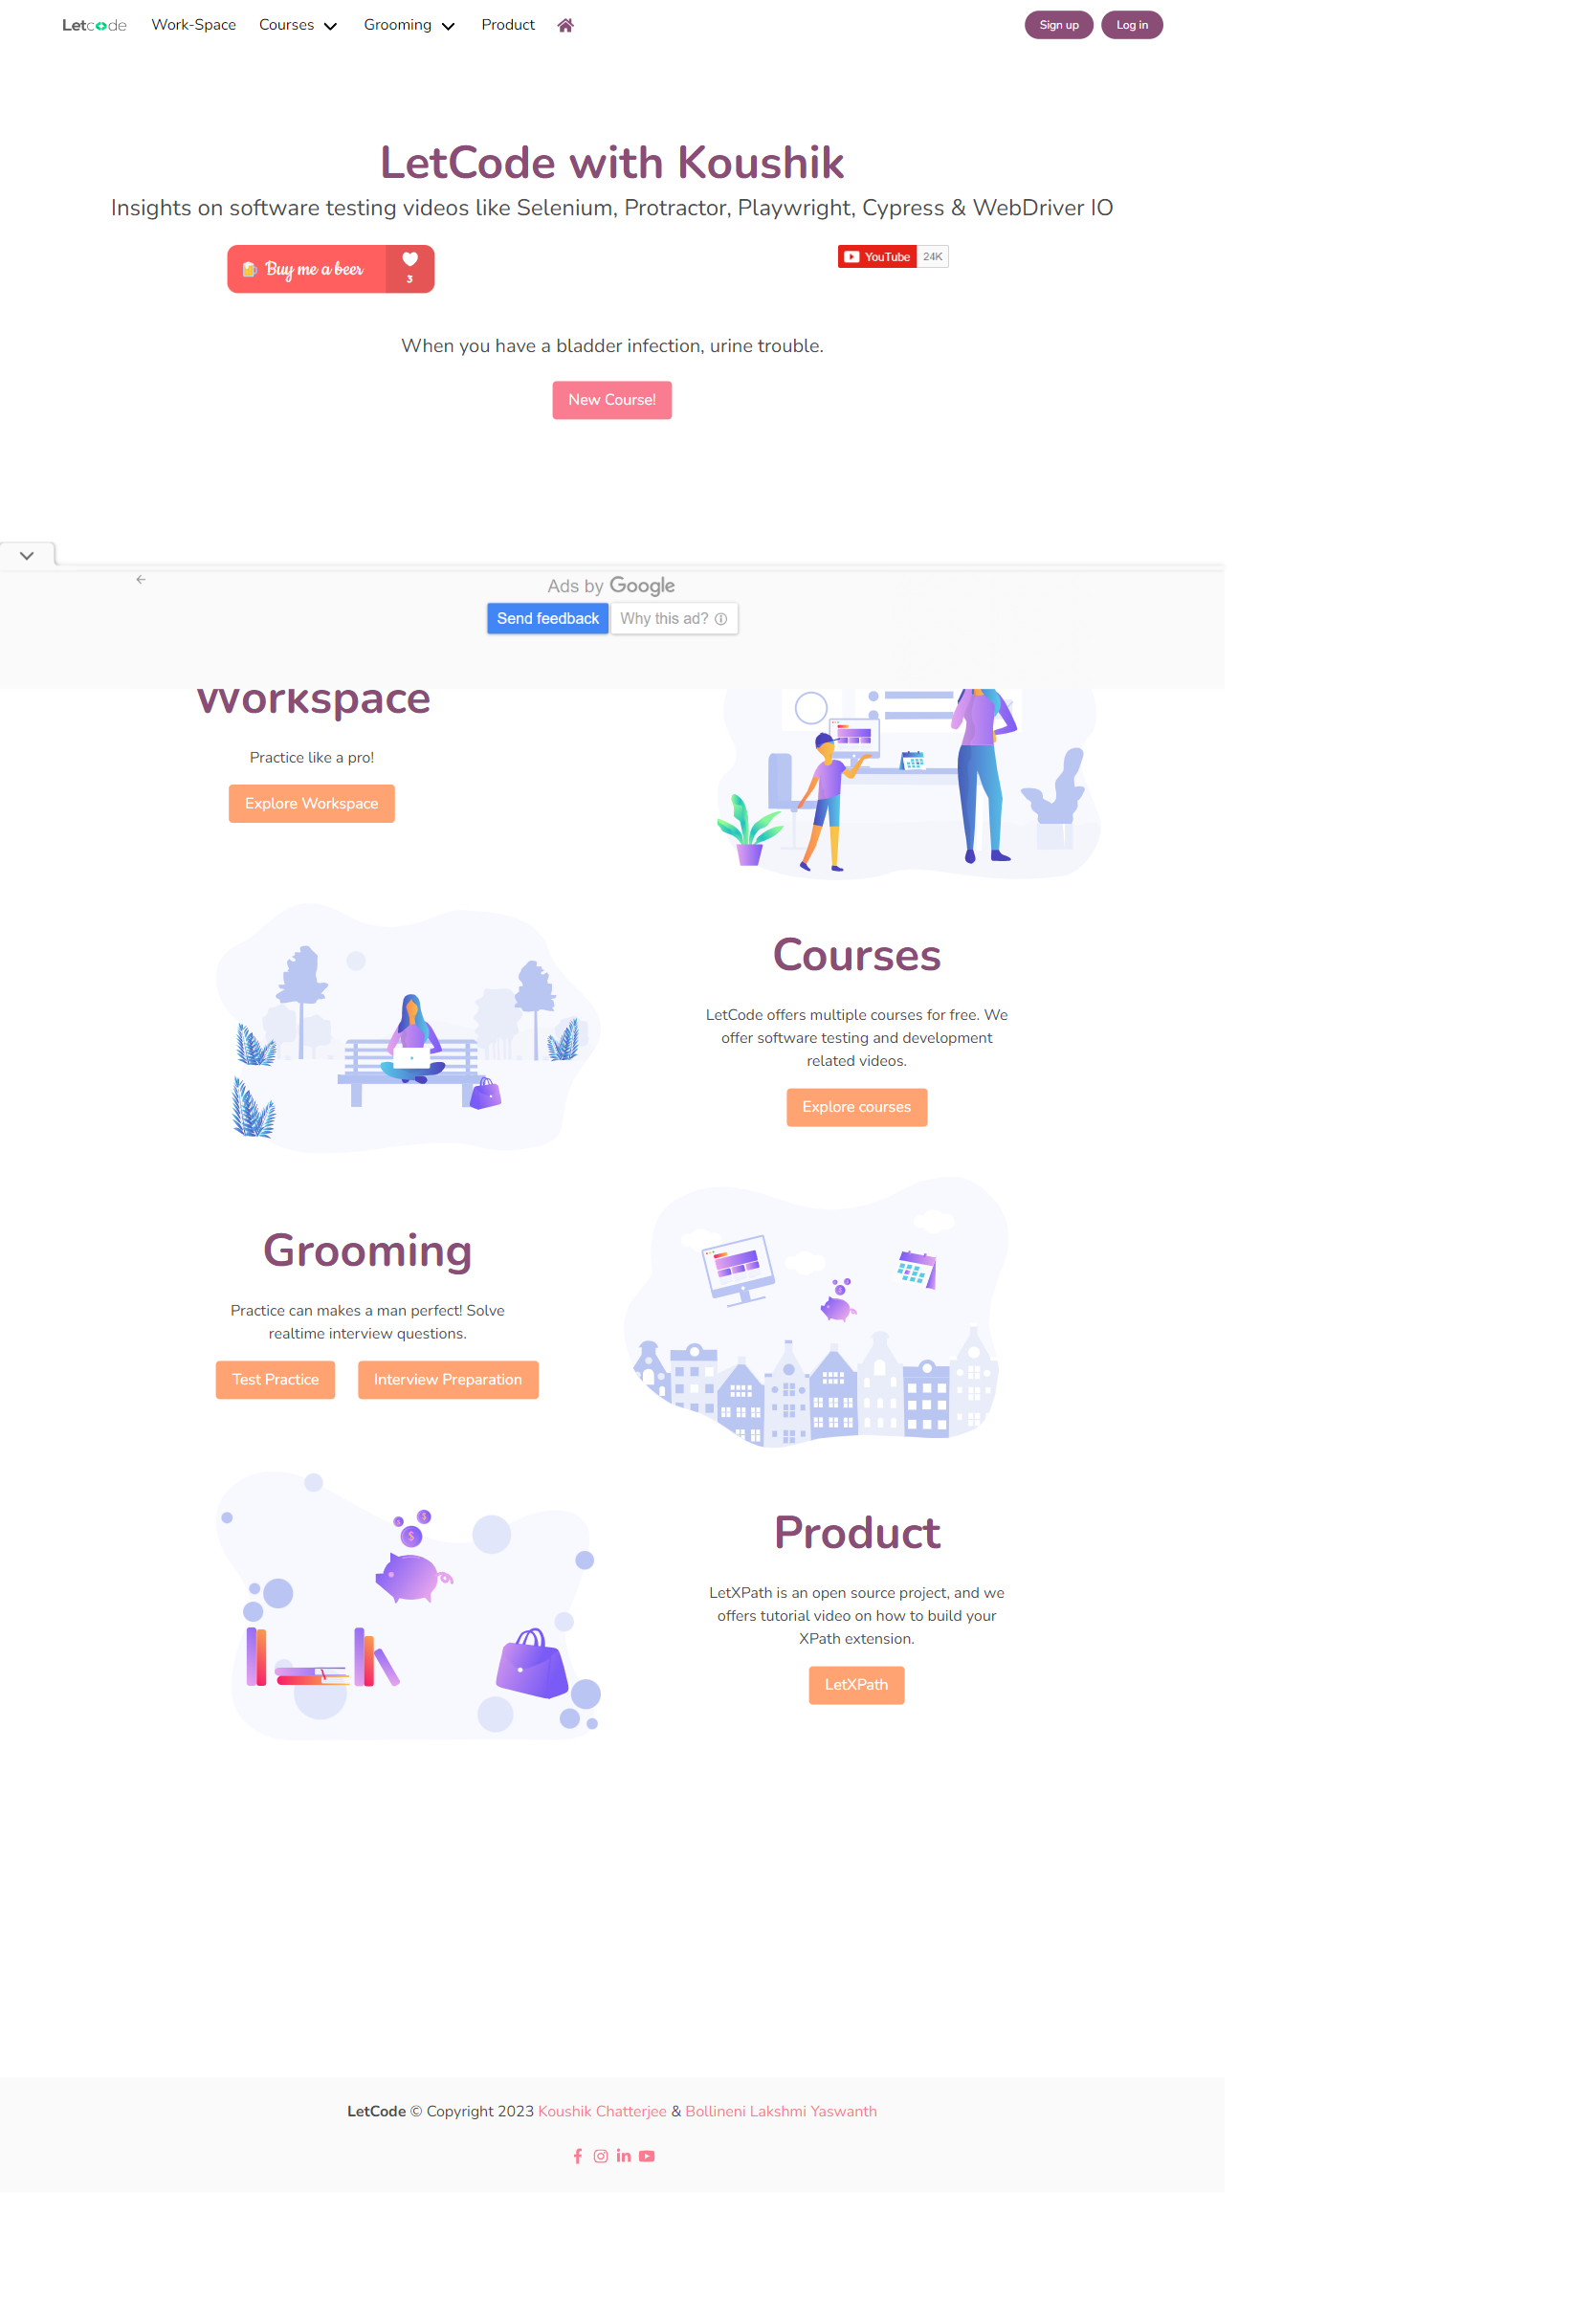 Letcode Work-Space Courses Grooming Product Sign up Log in
LetCode with Koushik
Insights on software testing videos like Selenium, Protractor, Playwright, Cypress & WebDriver IO
Buy me a beer 3
YouTube 24K
When you have a bladder infection, urine trouble.
New Course!
Ads by Google
Send feedback Why this ad?
Workspace
Practice like a pro!
Explore Workspace
Courses
LetCode offers multiple courses for free. We
offer software testing and development
related videos.
Explore courses
Grooming
Practice can makes a man perfect! Solve
realtime interview questions.
Test Practice Interview Preparation
Product
LetXPath is an open source project, and we
offers tutorial video on how to build your
XPath extension.
LetXPath
LetCode © Copyright 2023 Koushik Chatterjee & Bollineni Lakshmi Yaswanth